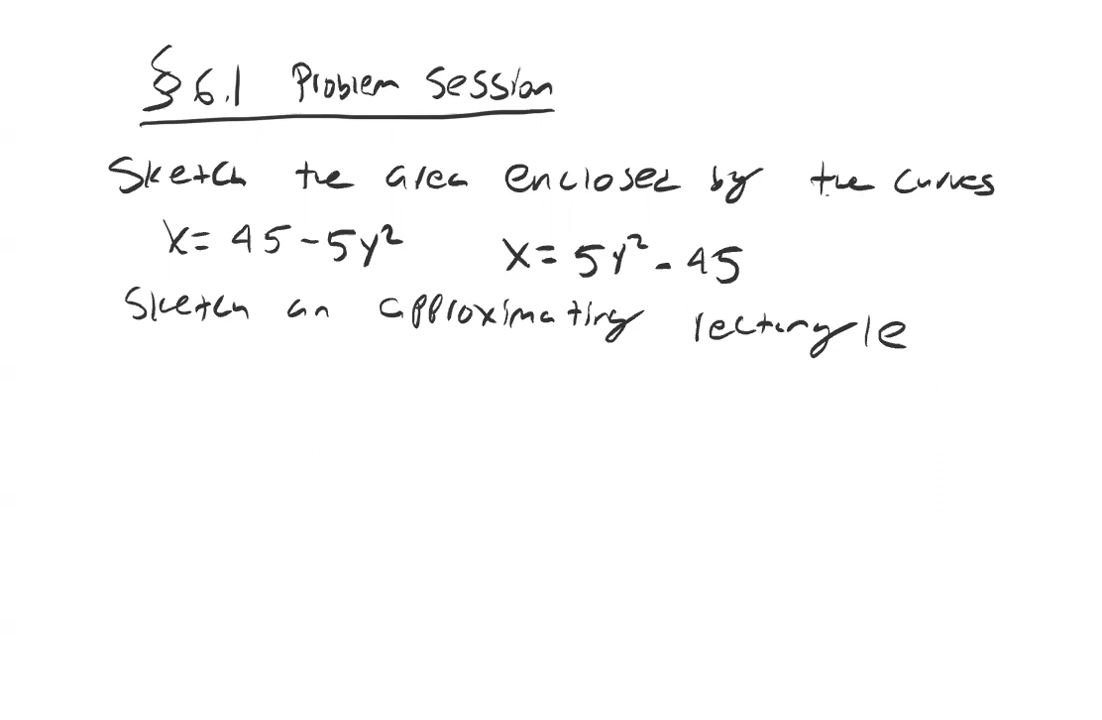 § 6.1 Problem Session
Sketch the area enclosed by the curves
x = 45 - 5y² x = 5y² - 45
Sketch an approximating rectangle